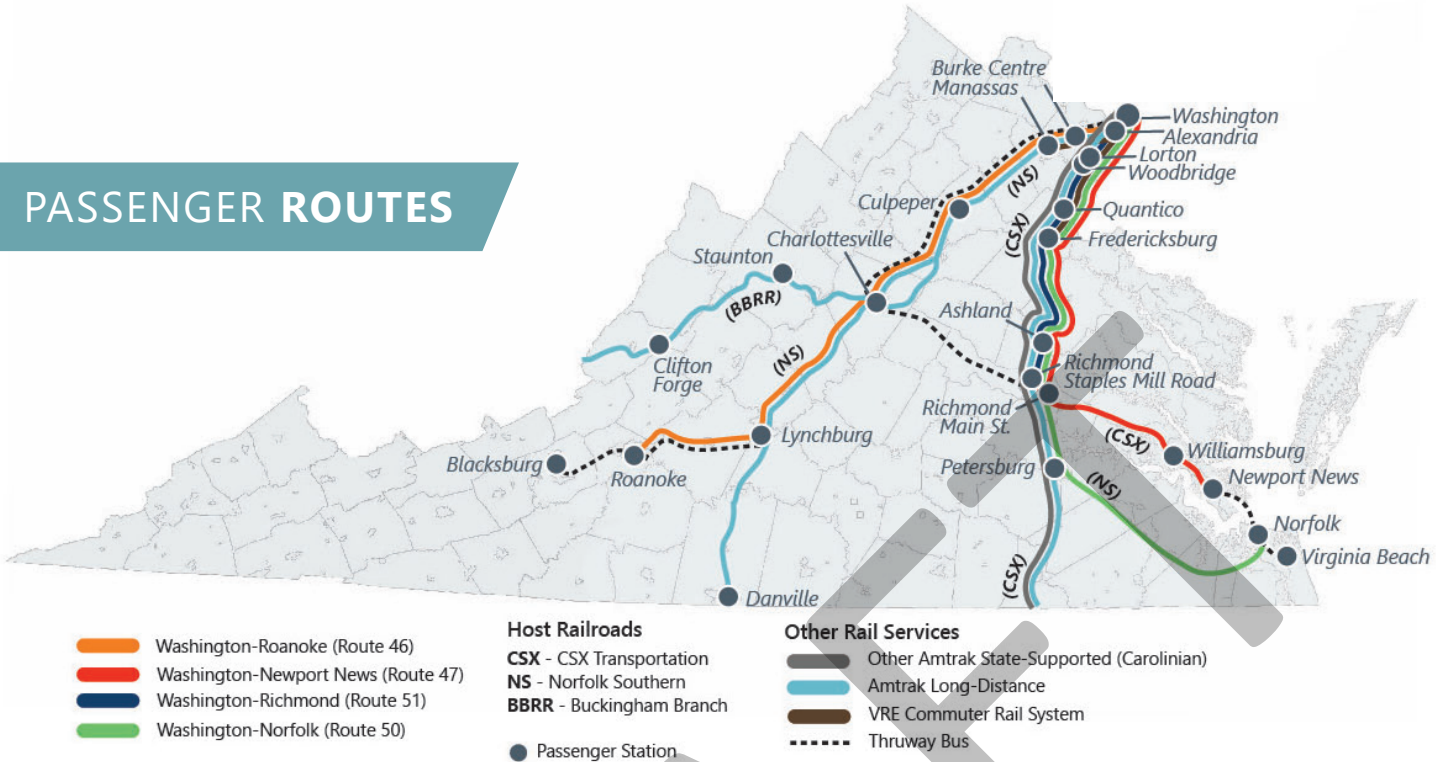 PASSENGER ROUTES
Burke Centre
Manassas
Washington
Alexandria
Lorton
Woodbridge
(NS)
Culpeper
Quantico
(CSX)
Fredericksburg
Charlottesville
Staunton
(BBRR)
Ashland
Clifton
Forge
(NS)
Richmond
Staples Mill Road
Richmond
Main St.
Lynchburg
(CSX)
Williamsburg
Blacksburg
Roanoke
Petersburg
(NS)
Newport News
Norfolk
Virginia Beach
(CSX)
Danville
Washington-Roanoke (Route 46)
Washington-Newport News (Route 47)
Washington-Richmond (Route 51)
Washington-Norfolk (Route 50)
Host Railroads
CSX - CSX Transportation
NS - Norfolk Southern
BBRR - Buckingham Branch
Passenger Station
Other Rail Services
Other Amtrak State-Supported (Carolinian)
Amtrak Long-Distance
VRE Commuter Rail System
Thruway Bus